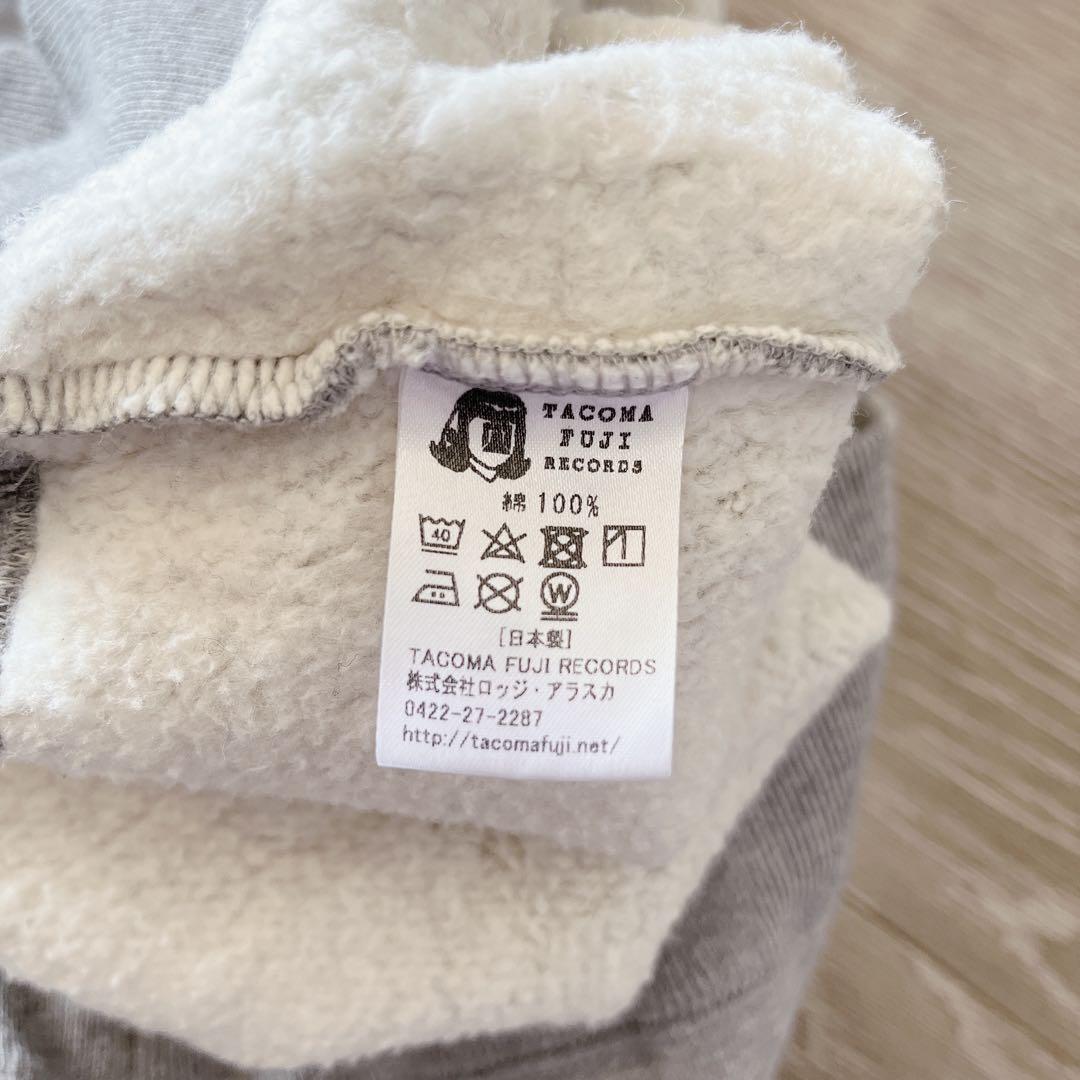 TACOMA
FUJI
RECORDS
綿 100%
40
W
[日本製]
TACOMA FUJI RECORDS
株式会社ロッジ・アラスカ
0422-27-2287
http://tacomafuji.net/